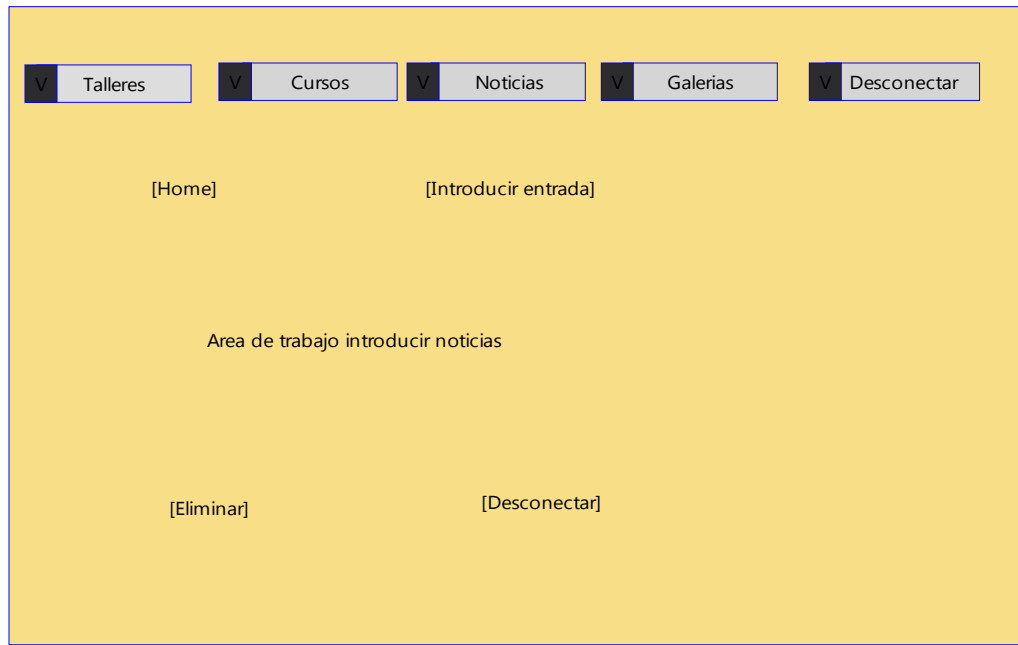 V Talleres V Cursos V Noticias V Galerias V Desconectar
[Home] [Introducir entrada]
Area de trabajo introducir noticias
[Eliminar] [Desconectar]